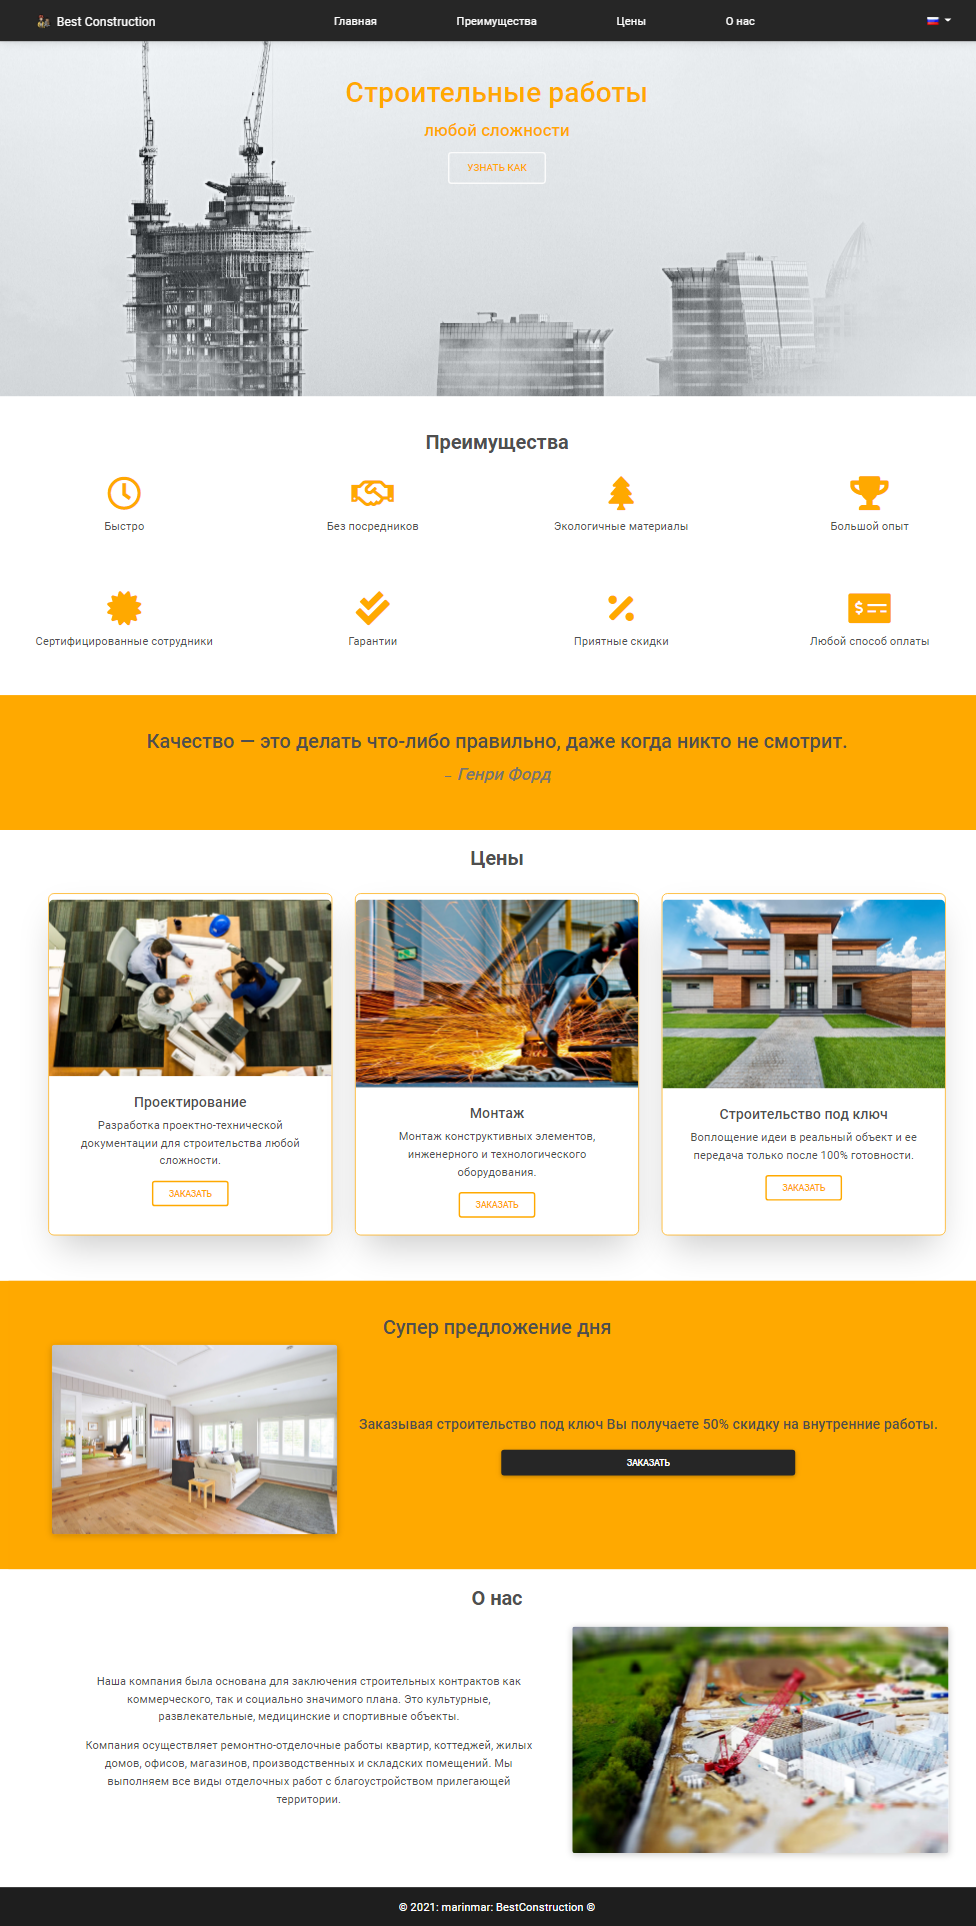 Best Construction
Главная
Преимущества
Цены
О нас
Строительные работы
любой сложности
УЗНАТЬ КАК
Преимущества
Быстро
Без посредников
Экологичные материалы
Большой опыт
Сертифицированные сотрудники
Гарантии
Приятные скидки
Любой способ оплаты
Качество — это делать что-либо правильно, даже когда никто не смотрит.
– Генри Форд
Цены
Проектирование
Разработка проектно-технической
документации для строительства любой
сложности.
ЗАКАЗАТЬ
Монтаж
Монтаж конструктивных элементов,
инженерного и технологического
оборудования.
ЗАКАЗАТЬ
Строительство под ключ
Воплощение идеи в реальный объект и ее
передача только после 100% готовности.
ЗАКАЗАТЬ
Супер предложение дня
Заказывая строительство под ключ Вы получаете 50% скидку на внутренние работы.
ЗАКАЗАТЬ
О нас
Наша компания была основана для заключения строительных контрактов как
коммерческого, так и социально значимого плана. Это культурные,
развлекательные, медицинские и спортивные объекты.
Компания осуществляет ремонтно-отделочные работы квартир, коттеджей, жилых
домов, офисов, магазинов, производственных и складских помещений. Мы
выполняем все виды отделочных работ с благоустройством прилегающей
территории.
© 2021: marinmar: BestConstruction ©